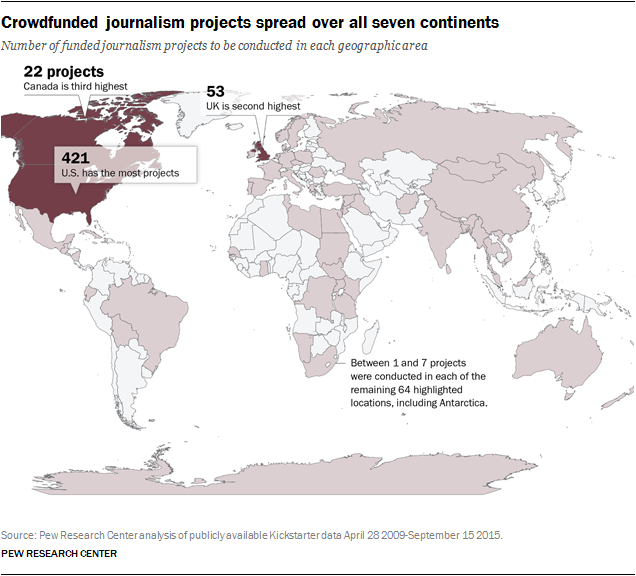 Crowdfunded journalism projects spread over all seven continents
Number of funded journalism projects to be conducted in each geographic area
22 projects
Canada is third highest
53
UK is second highest
421
U.S. has the most projects
Between 1 and 7 projects
were conducted in each of the
remaining 64 highlighted
locations, including Antarctica.
Source: Pew Research Center analysis of publicly available Kickstarter data April 28 2009-September 15 2015.
PEW RESEARCH CENTER